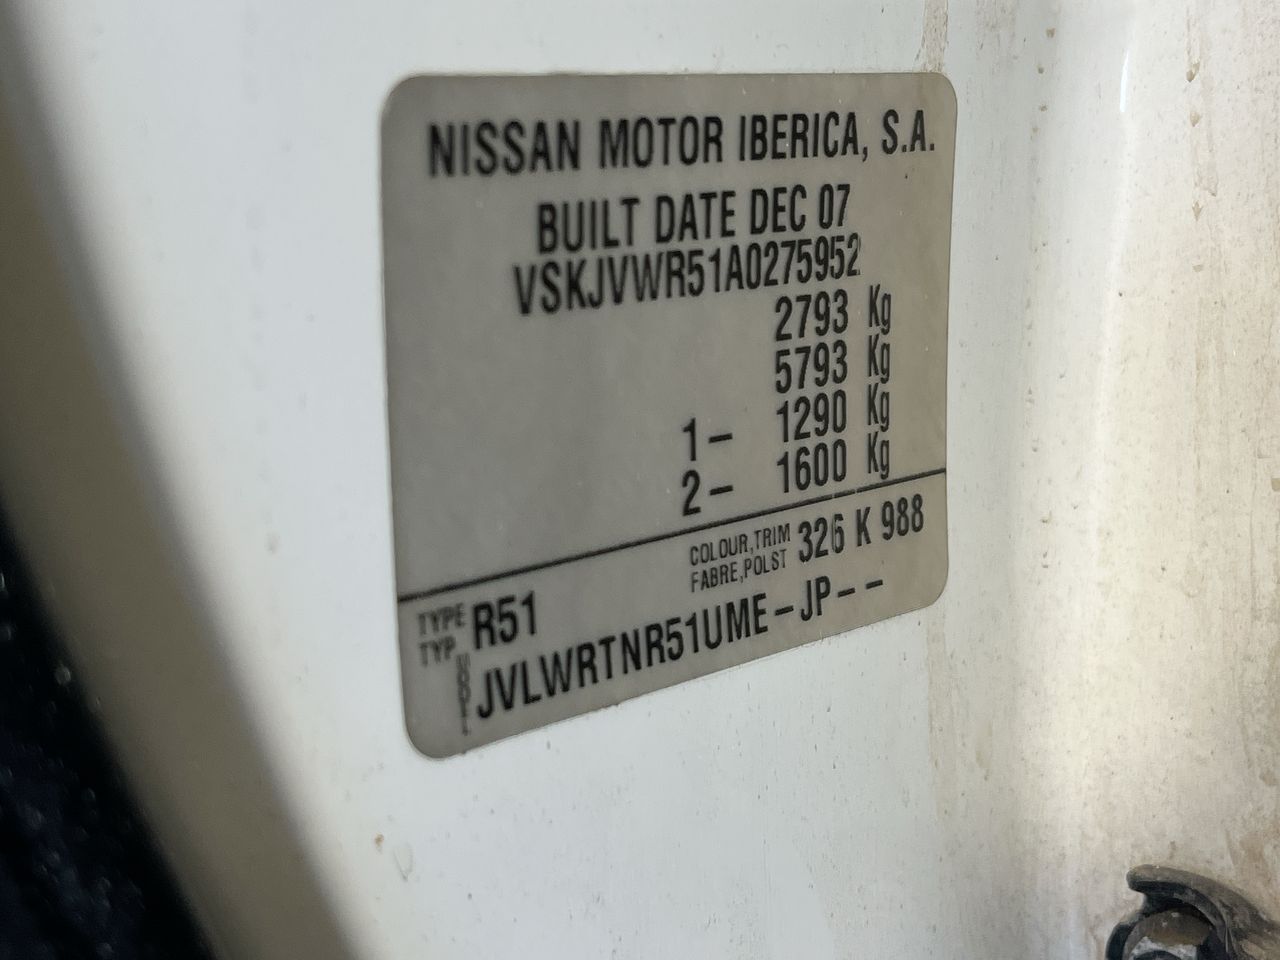 NISSAN MOTOR IBERICA, S.A.
BUILT DATE DEC 07
VSKJVWR51A0275952
2793 Kg
5793 Kg
1- 1290 Kg
2- 1600 Kg
COLOUR,TRIM 326 K 988
FABRE,POLST
TYPE R51
TYP
MODEL JVLWRTNR51UME-JP--